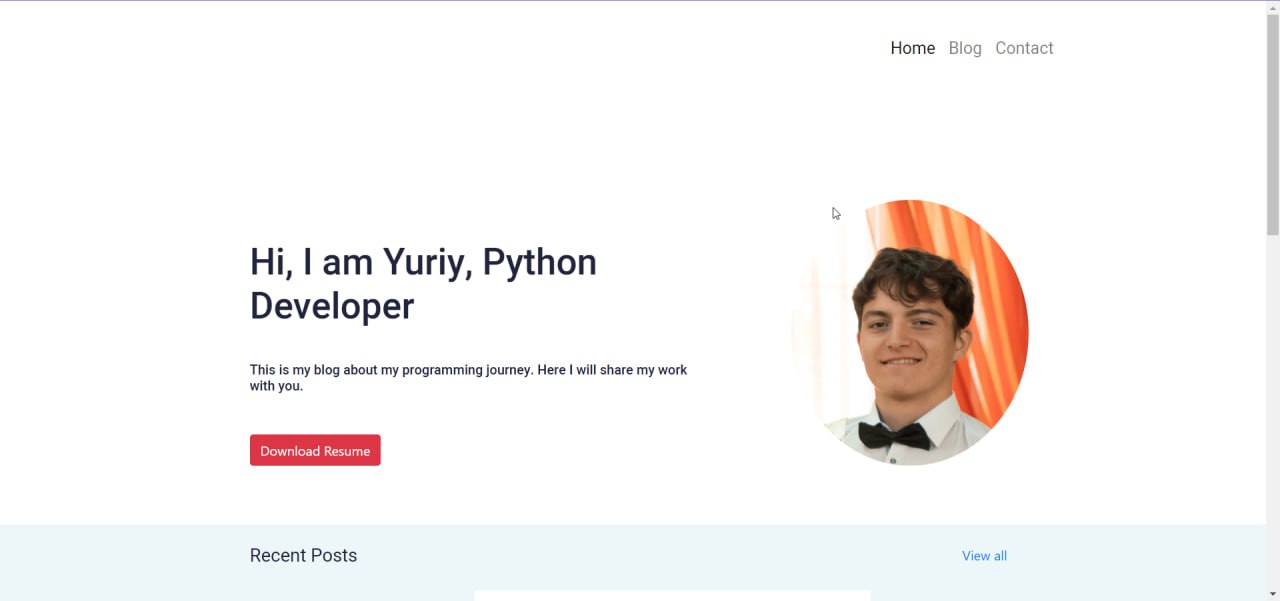 Home Blog Contact
Hi, I am Yuriy, Python
Developer
This is my blog about my programming journey. Here I will share my work
with you.
Download Resume
Recent Posts View all